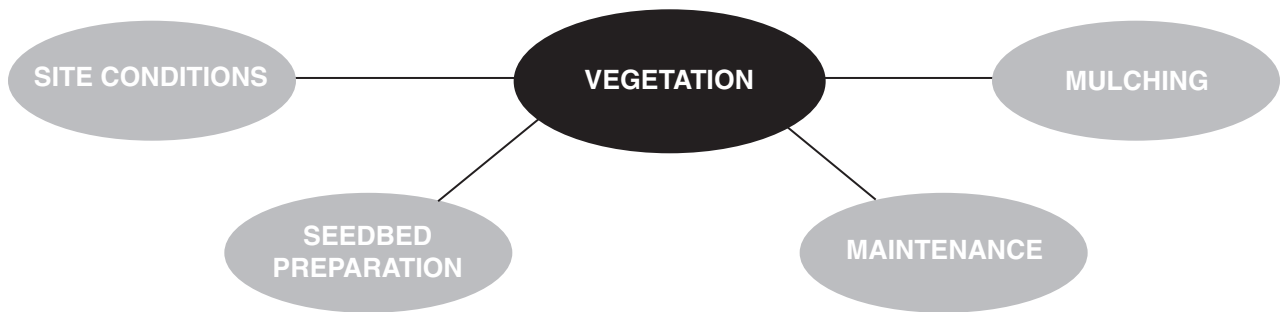 SITE CONDITIONS
VEGETATION
MULCHING
SEEDBED
PREPARATION
MAINTENANCE